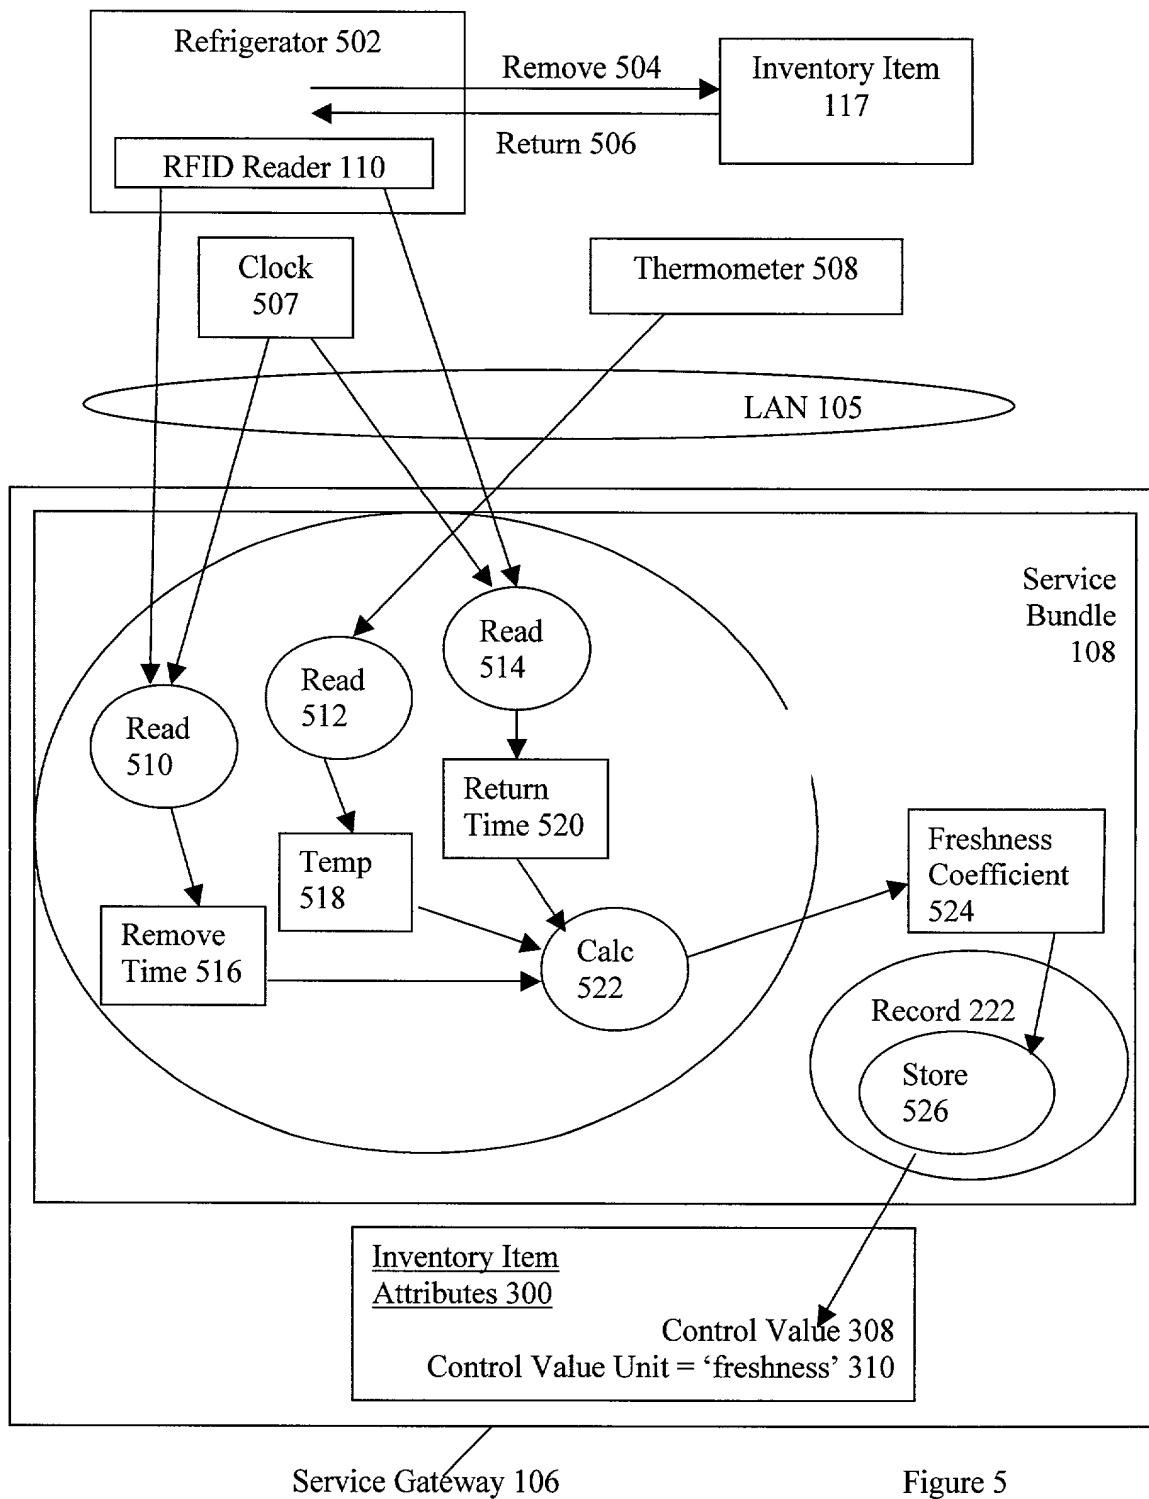 Refrigerator 502
Remove 504
Inventory Item
117
Return 506
RFID Reader 110
Clock
507
Thermometer 508
LAN 105
Service
Bundle
108
Read
514
Read
512
Read
510
Return
Time 520
Temp
518
Freshness
Coefficient
524
Remove
Time 516
Calc
522
Record 222
Store
526
Inventory Item
Attributes 300
Control Value 308
Control Value Unit = ‘freshness’ 310
Service Gateway 106
Figure 5